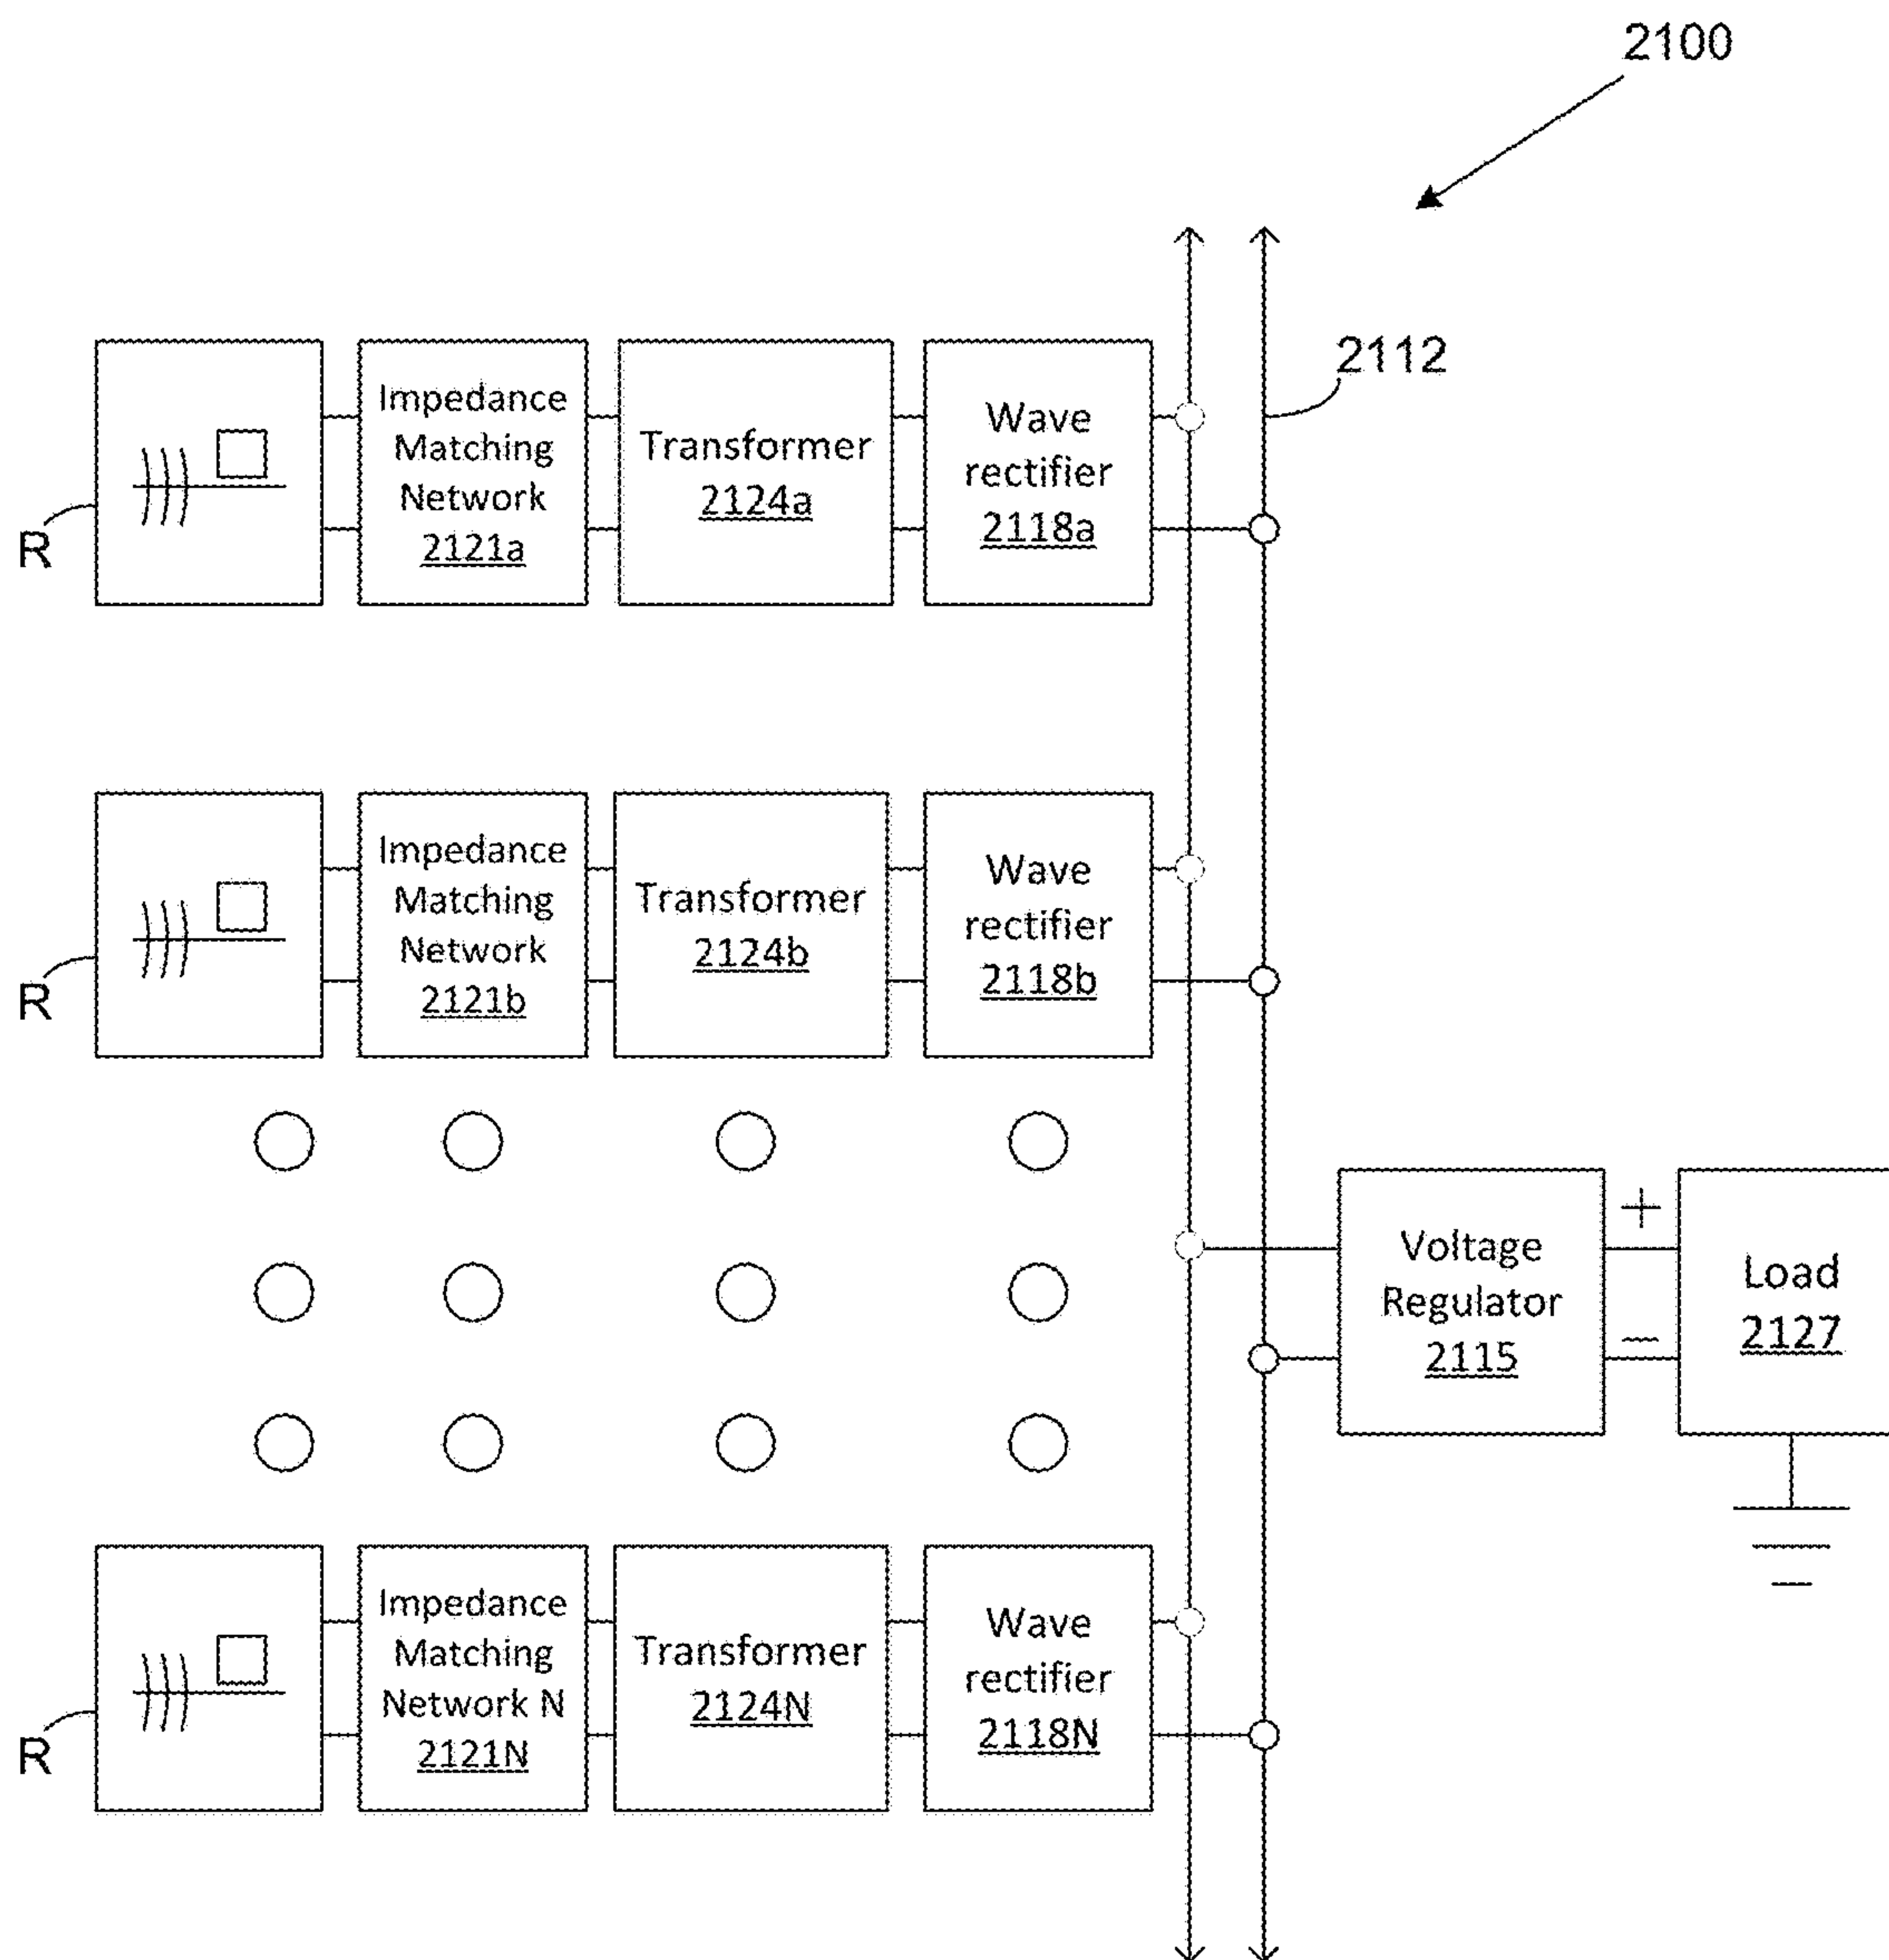 2100
2112
Impedance
Matching
Network
2121a
Transformer
2124a
Wave
rectifier
2118a
R
Impedance
Matching
Network
2121b
Transformer
2124b
Wave
rectifier
2118b
R
Voltage
Regulator
2115
+
−
Load
2127
Impedance
Matching
Network N
2121N
Transformer
2124N
Wave
rectifier
2118N
R